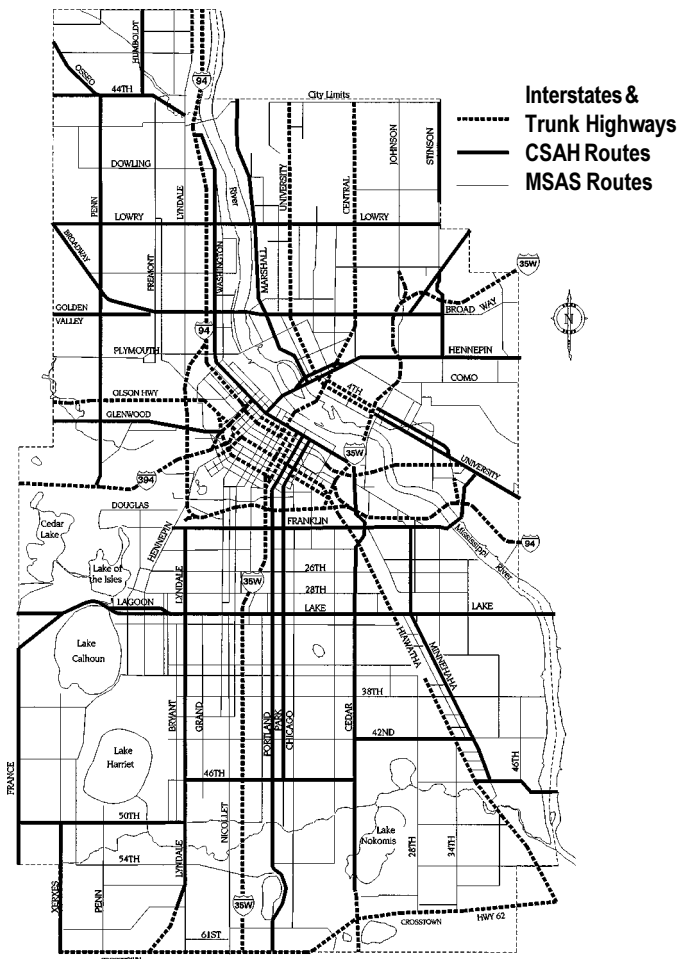 HUMBOLDT
OSSEO
94
44TH
City Limits
Interstates &
Trunk Highways
CSAH Routes
MSAS Routes
DOWLING
PENN
LYNDALE
River
UNIVERSITY
CENTRAL
JOHNSON
STINSON
LOWRY
LOWRY
BROADWAY
FREMONT
WASHINGTON
MARSHALL
35W
GOLDEN
VALLEY
BROAD WAY
94
N
PLYMOUTH
HENNEPIN
OLSON HWY
4TH
COMO
GLENWOOD
35W
UNIVERSITY
394
DOUGLAS
HENNEPIN
FRANKLIN
Cedar
Lake
Mississippi
River
94
Lake of
the Isles
LYNDALE
26TH
35W
28TH
LAGOON
LAKE
LAKE
Lake
Calhoun
HIAWATHA
MINNEHAHA
BRYANT
GRAND
PORTLAND
PARK
CHICAGO
CEDAR
38TH
42ND
46TH
Lake
Harriet
46TH
FRANCE
50TH
NICOLLET
Lake
Nokomis
28TH
34TH
54TH
LYNDALE
XERXES
PENN
35W
CROSSTOWN
HWY 62
61ST